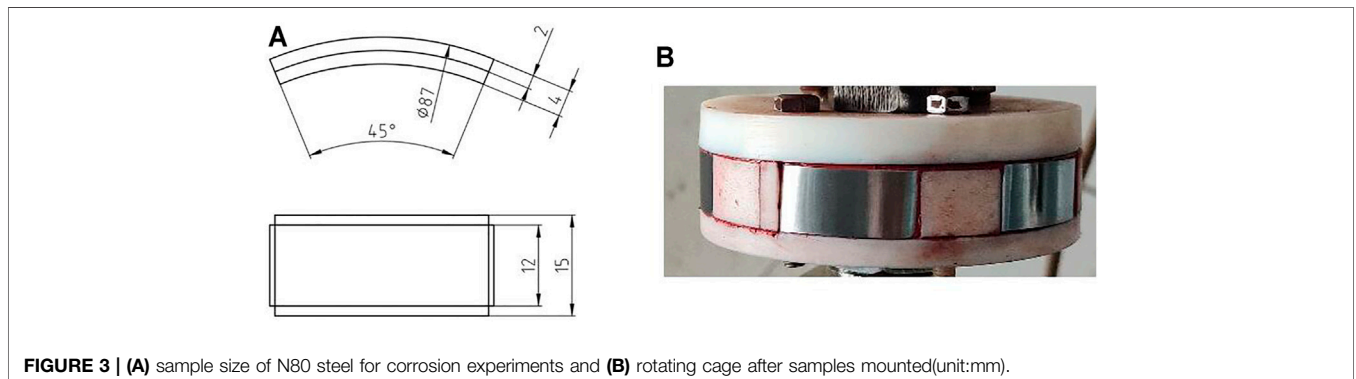 A
2
4
Ø87
45°
12
15
B
FIGURE 3 | (A) sample size of N80 steel for corrosion experiments and (B) rotating cage after samples mounted(unit:mm).